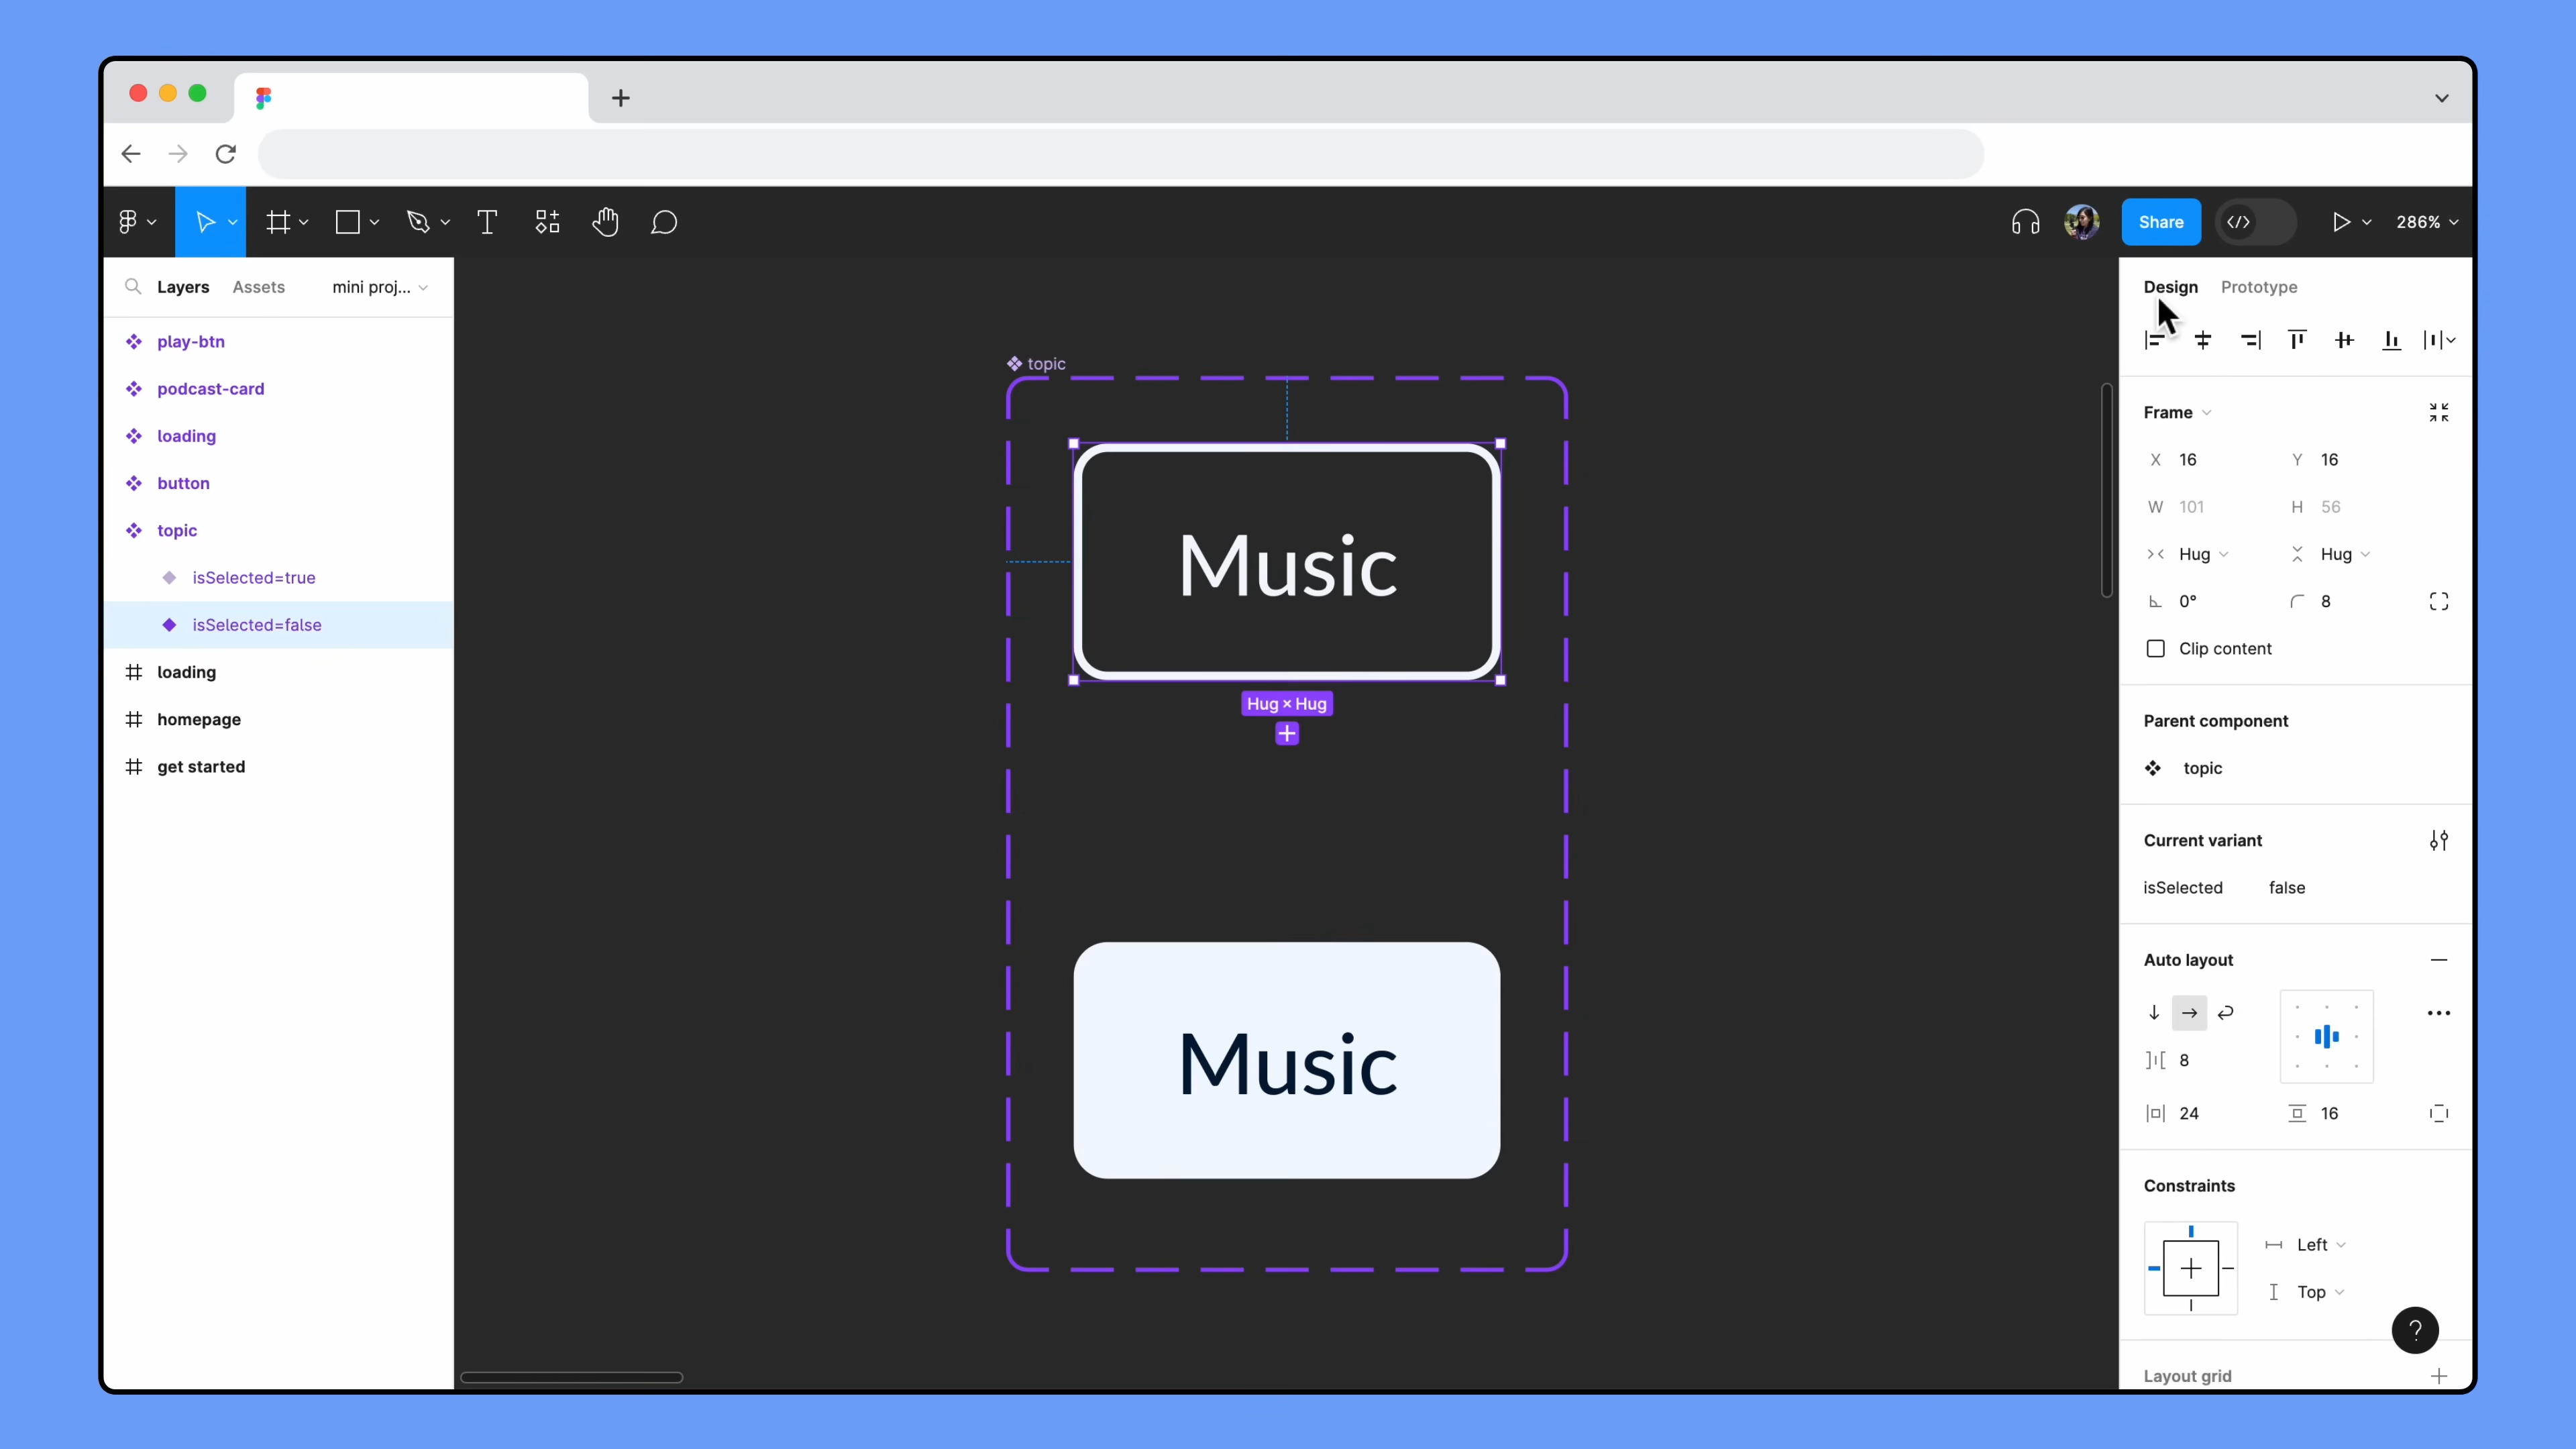 Share
286%
Layers Assets mini proj...
Design Prototype
play-btn
podcast-card
loading
button
topic
isSelected=true
isSelected=false
loading
homepage
get started
topic
Music
Hug × Hug
Music
Frame
X 16 Y 16
W 101 H 56
Hug Hug
0° 8
Clip content
Parent component
topic
Current variant
isSelected false
Auto layout
8
24 16
Constraints
Left
Top
?
Layout grid